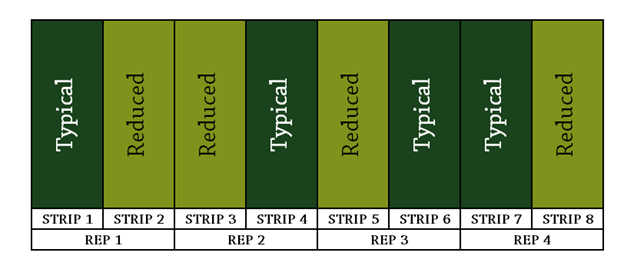 Typical Reduced Reduced Typical Reduced Typical Typical Reduced
STRIP 1 STRIP 2 STRIP 3 STRIP 4 STRIP 5 STRIP 6 STRIP 7 STRIP 8
REP 1 REP 2 REP 3 REP 4